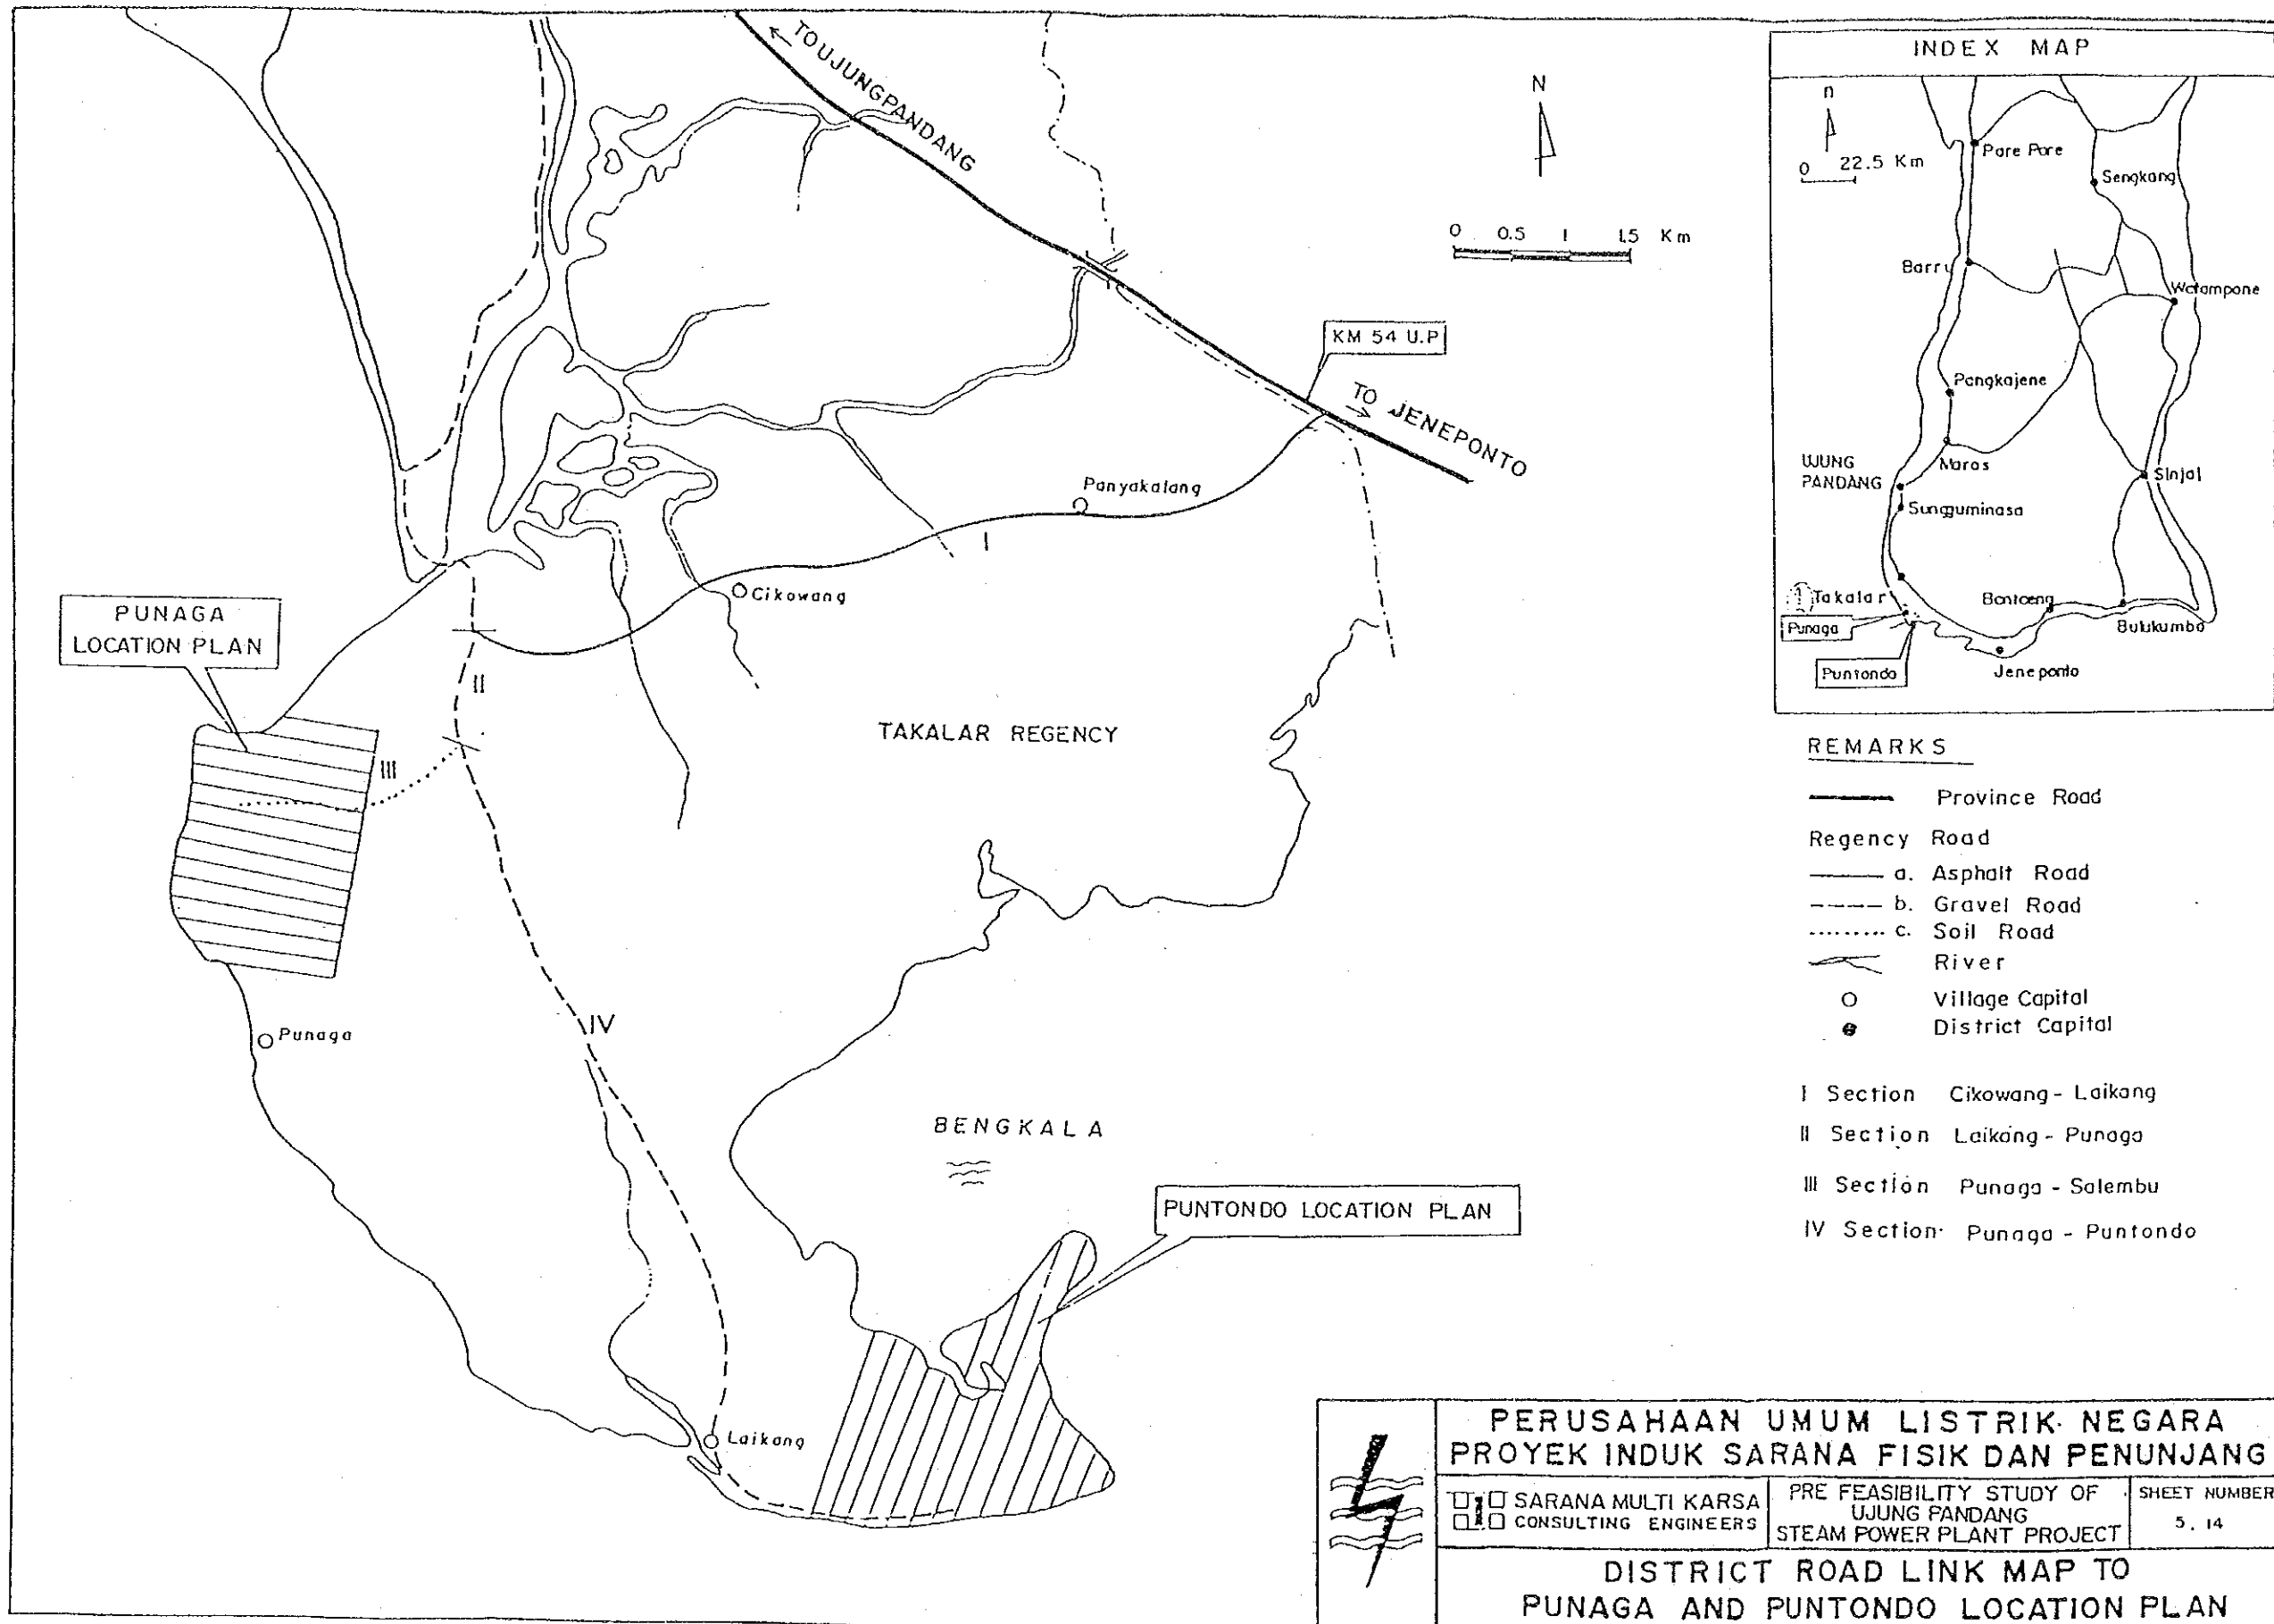 TO UJUNGPANDANG
N
0 0.5 1 1.5 Km
KM 54 U.P
TO JENEPONTO
Panyakalang
I
Cikowang
PUNAGA
LOCATION PLAN
II
III
TAKALAR REGENCY
IV
Punaga
BENGKALA
PUNTONDO LOCATION PLAN
Laikang
INDEX MAP
n
0 22.5 Km
Pare Pare
Sengkang
Barru
Watampone
Pangkajene
Maros
UJUNG
PANDANG
Sinjai
Sungguminasa
Takalar
Bantaeng
Punaga
Bulukumba
Puntondo
Jeneponto
REMARKS
Province Road
Regency Road
a. Asphalt Road
b. Gravel Road
c. Soil Road
River
Village Capital
District Capital
I Section Cikowang - Laikang
II Section Laikang - Punaga
III Section Punaga - Salembu
IV Section Punaga - Puntondo
PERUSAHAAN UMUM LISTRIK NEGARA
PROYEK INDUK SARANA FISIK DAN PENUNJANG
SARANA MULTI KARSA
CONSULTING ENGINEERS
PRE FEASIBILITY STUDY OF
UJUNG PANDANG
STEAM POWER PLANT PROJECT
SHEET NUMBER
5.14
DISTRICT ROAD LINK MAP TO
PUNAGA AND PUNTONDO LOCATION PLAN